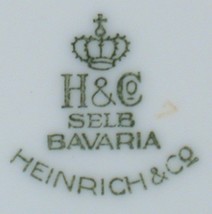 H&Co
SELB
BAVARIA
HEINRICH & Co